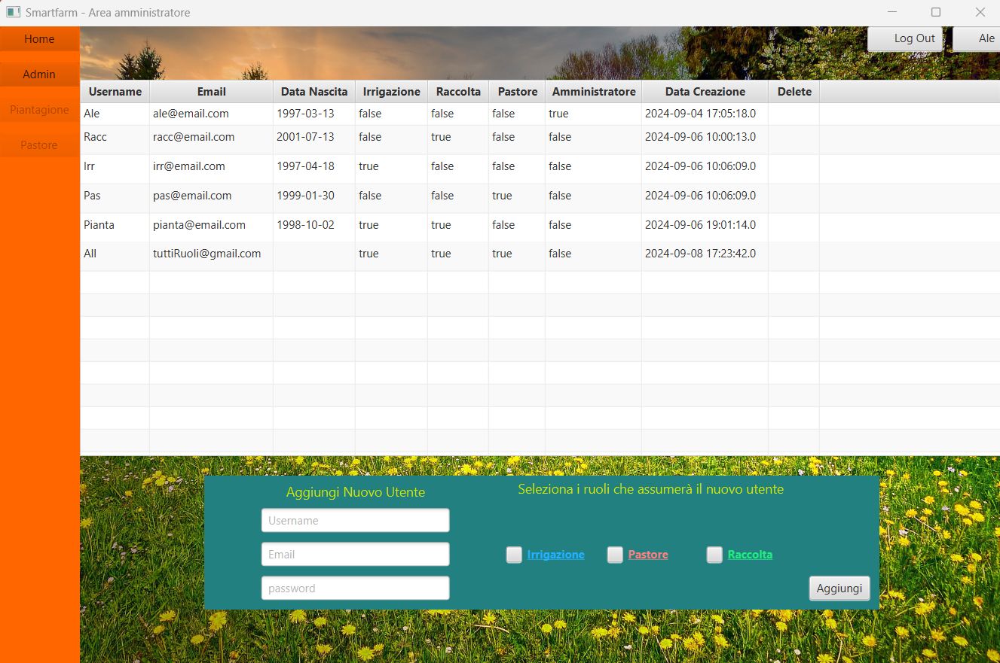 Smartfarm - Area amministratore
Home
Log Out
Ale
Admin
Piantagione
Pastore
Username Email Data Nascita Irrigazione Raccolta Pastore Amministratore Data Creazione Delete
Ale ale@email.com 1997-03-13 false false false true 2024-09-04 17:05:18.0
Racc racc@email.com 2001-07-13 false true false false 2024-09-06 10:00:13.0
Irr irr@email.com 1997-04-18 true false false false 2024-09-06 10:06:09.0
Pas pas@email.com 1999-01-30 false false true false 2024-09-06 10:06:09.0
Pianta pianta@email.com 1998-10-02 true true false false 2024-09-06 19:01:14.0
All tuttiRuoli@gmail.com true true true false 2024-09-08 17:23:42.0
Aggiungi Nuovo Utente
Username
Email
password
Seleziona i ruoli che assumerà il nuovo utente
Irrigazione Pastore Raccolta
Aggiungi